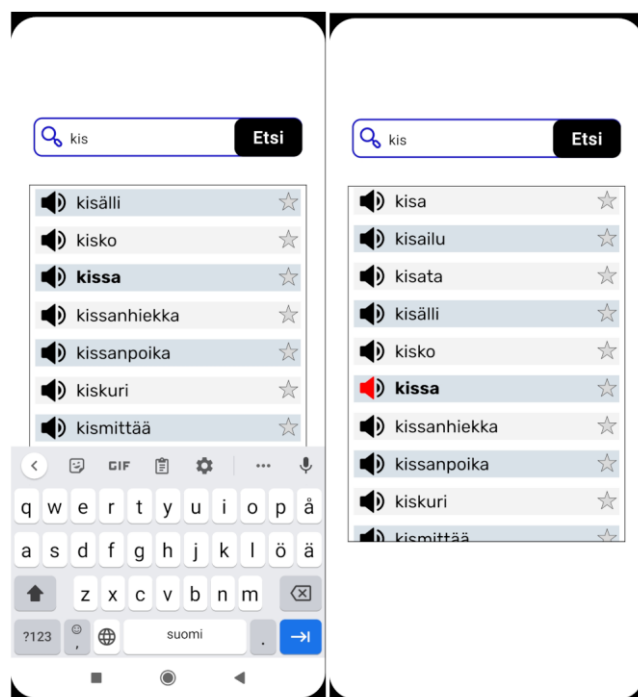 kis Etsi
kisälli
kisko
kissa
kissanhiekka
kissanpoika
kiskuri
kismittää
GIF
q w e r t y u i o p å
a s d f g h j k l ö ä
z x c v b n m
?123 , suomi .
kis Etsi
kisa
kisailu
kisata
kisälli
kisko
kissa
kissanhiekka
kissanpoika
kiskuri
kismittää